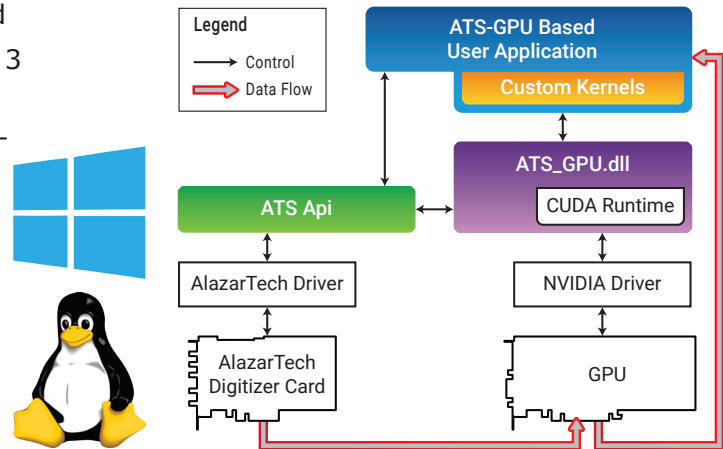 d
3
Legend
Control
Data Flow
ATS-GPU Based
User Application
Custom Kernels
ATS_GPU.dll
CUDA Runtime
ATS Api
AlazarTech Driver
NVIDIA Driver
AlazarTech
Digitizer Card
GPU